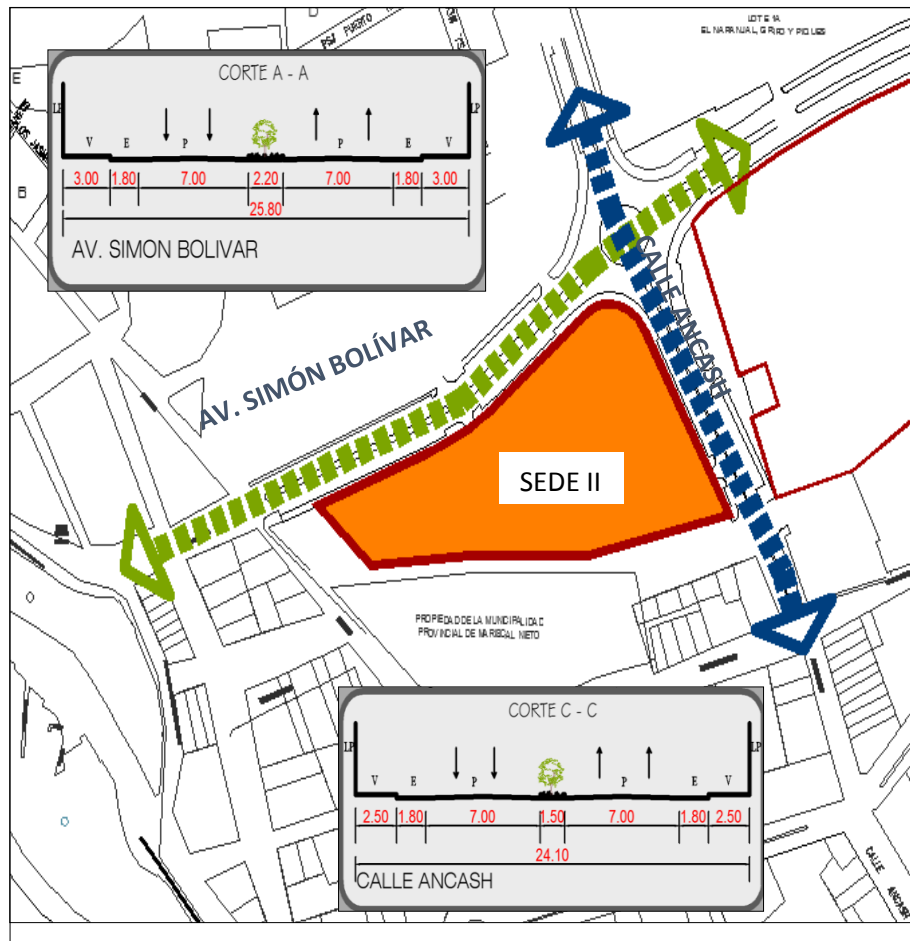 PSJ PUERTO
LOTE 1A
EL NARANJAL, GRIRO Y PIQUES
CORTE A - A
LP
LP
V
E
P
P
E
V
3.00
1.80
7.00
2.20
7.00
1.80
3.00
25.80
AV. SIMON BOLIVAR
E
B
CALLE ANCASH
AV. SIMÓN BOLÍVAR
SEDE II
PROPIEDAD DE LA MUNICIPALIDAD
PROVINCIAL DE MARISCAL NIETO
CORTE C - C
LP
LP
V
E
P
P
E
V
2.50
1.80
7.00
1.50
7.00
1.80
2.50
24.10
CALLE ANCASH
CALLE ANCASH